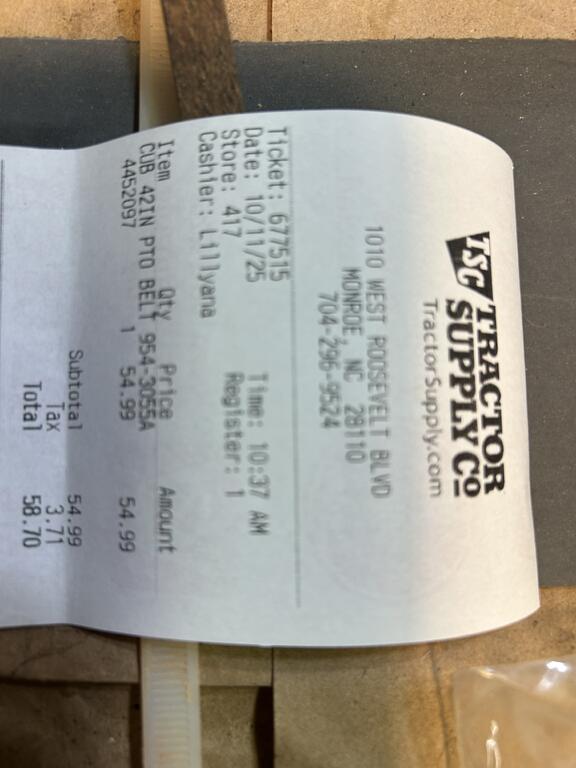 TSC TRACTOR
SUPPLY CO
TractorSupply.com
1010 WEST ROOSEVELT BLVD
MONROE, NC 28110
704-296-9524
Ticket: 677515
Date: 10/11/25 Time: 10:37 AM
Store: 417 Register: 1
Cashier: Lillyana
Item Qty Price Amount
CUB 42IN PTO BELT 954-3055A
4452097 1 54.99 54.99
Subtotal 54.99
Tax 3.71
Total 58.70